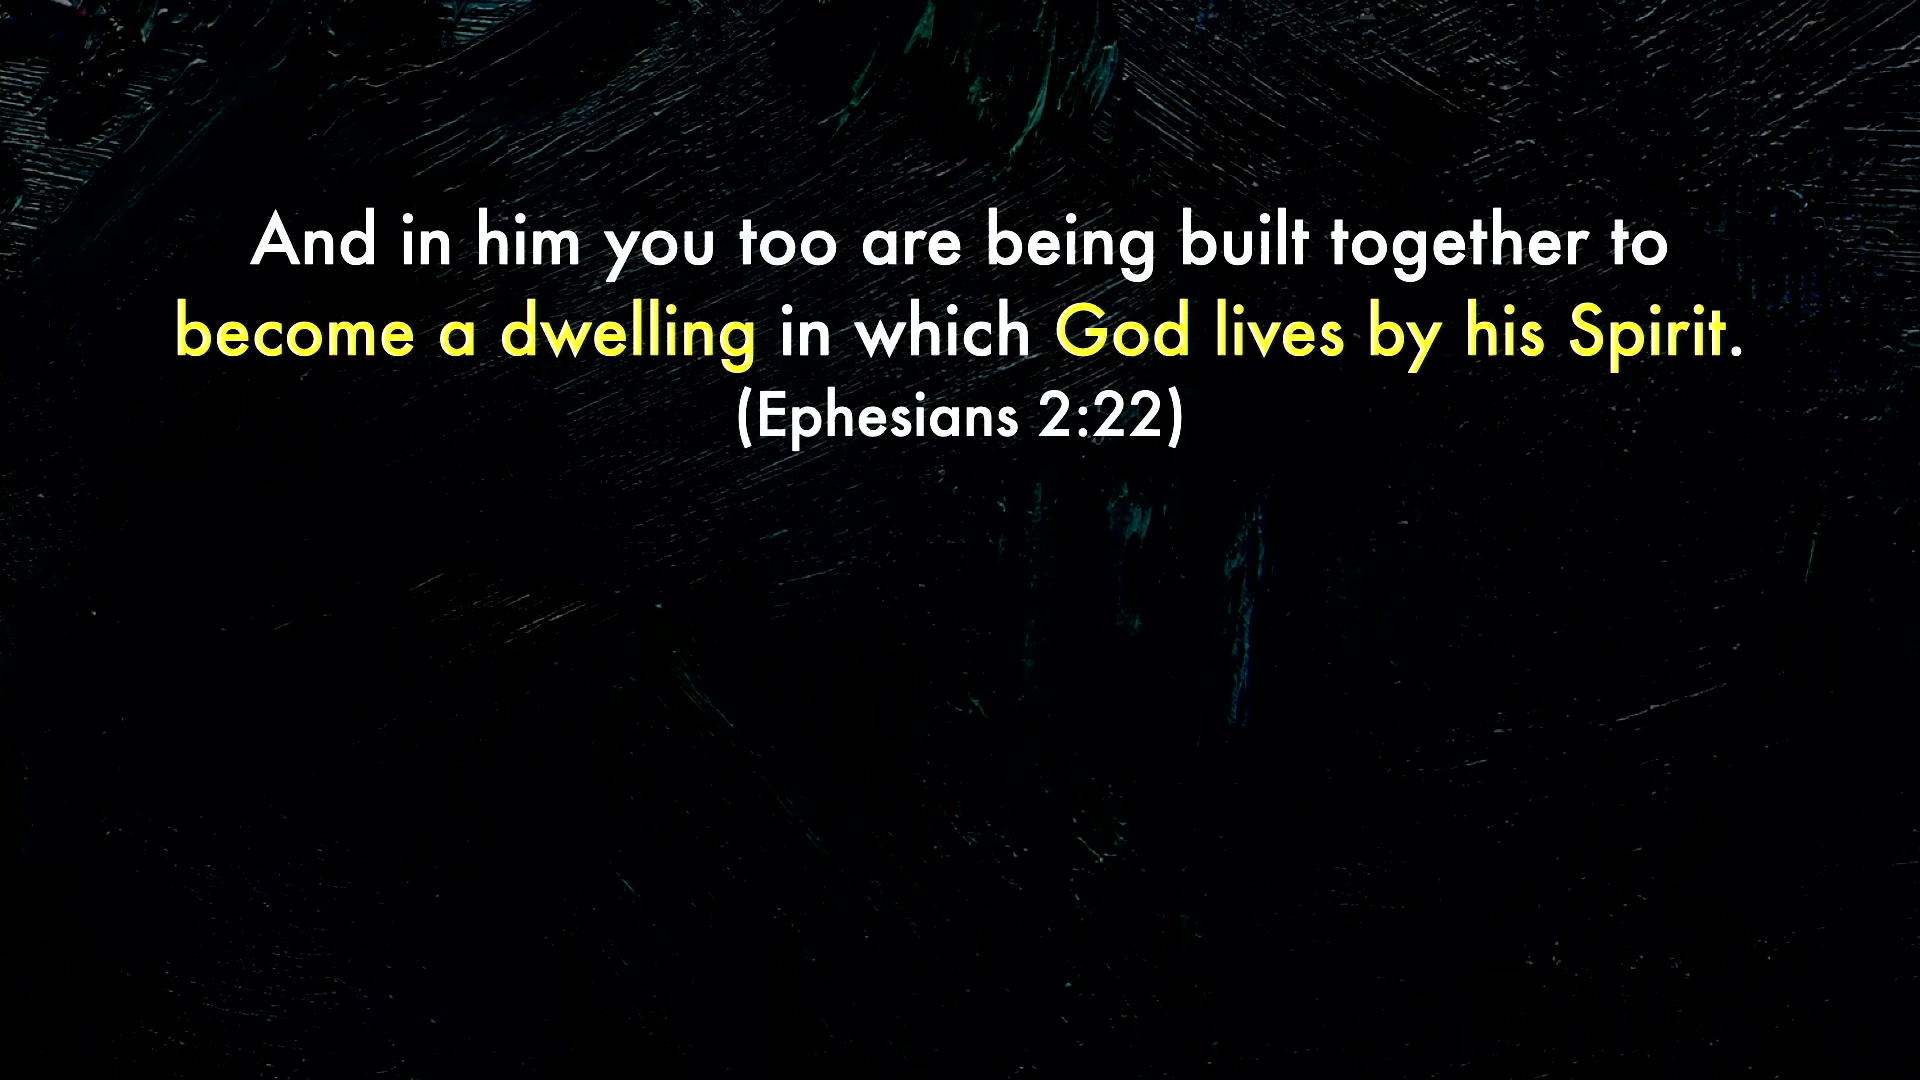 And in him you too are being built together to
become a dwelling in which God lives by his Spirit.
(Ephesians 2:22)